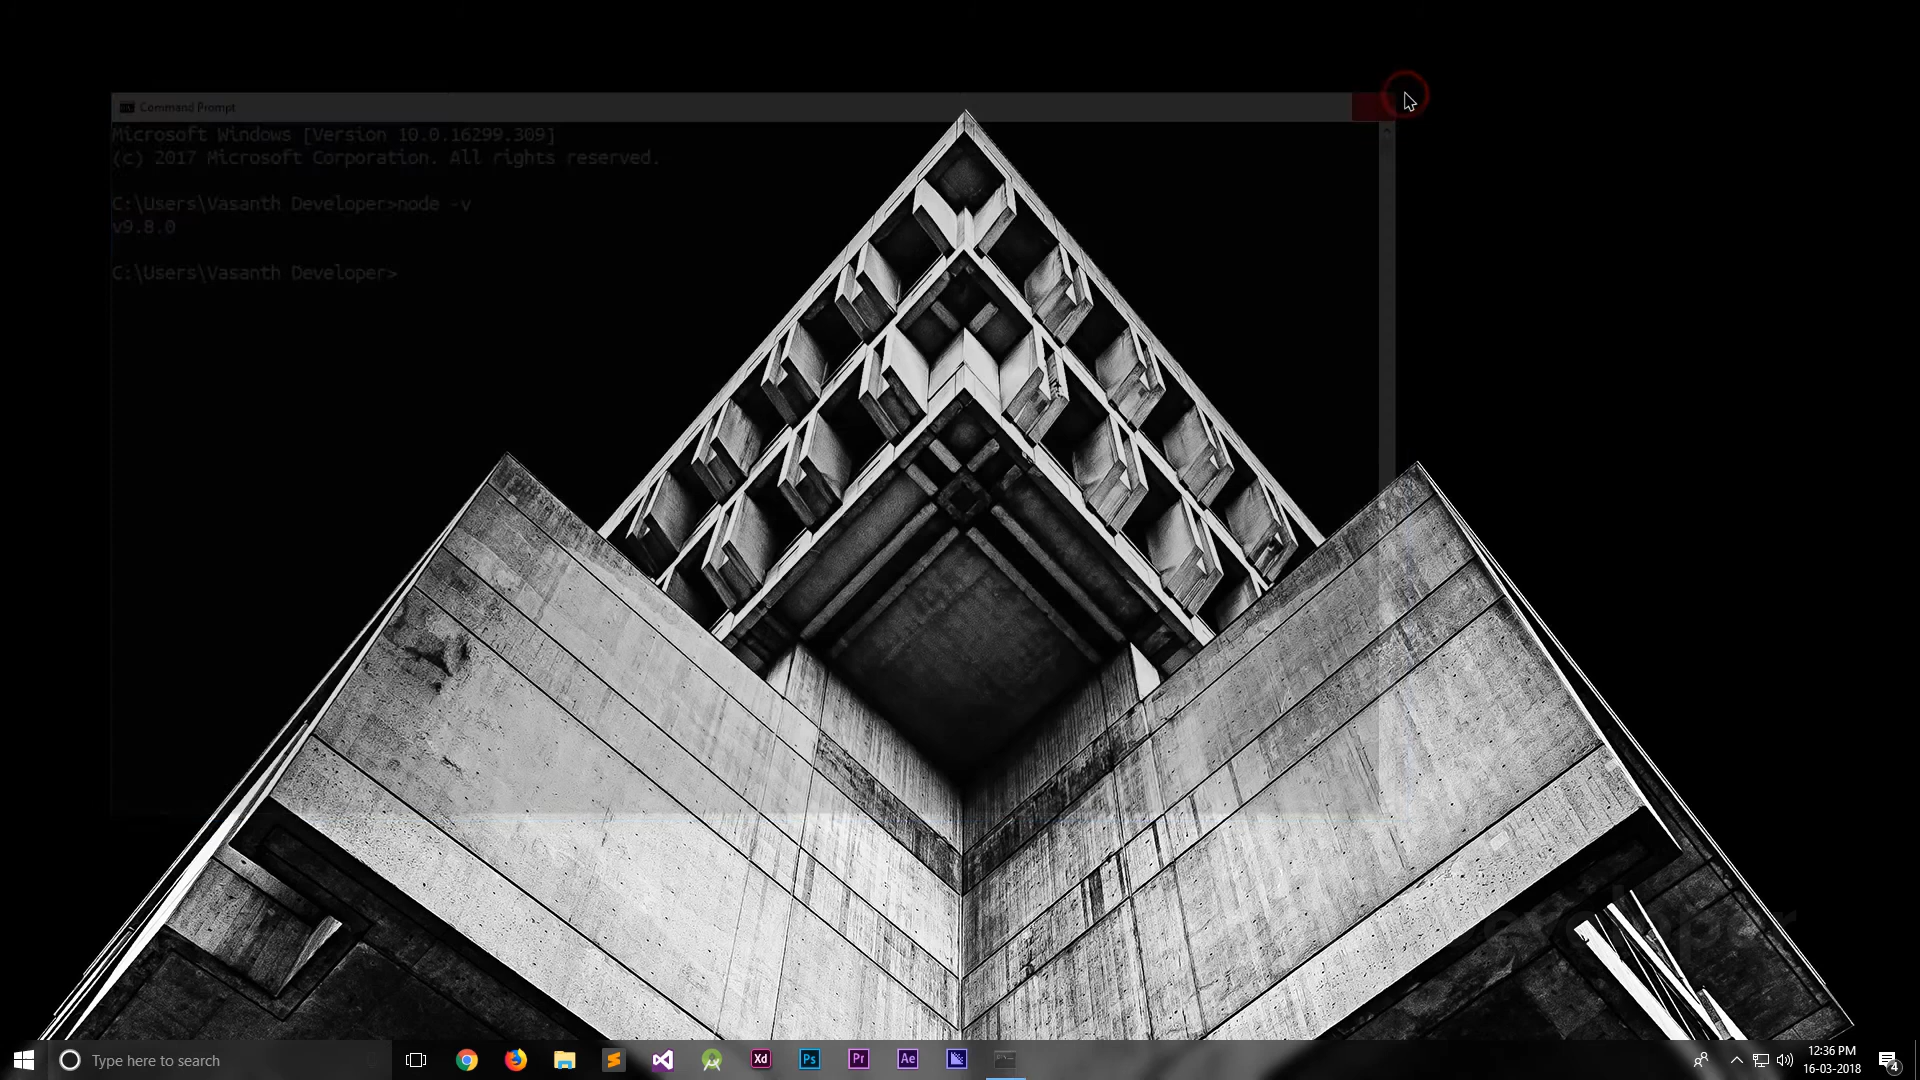 Command Prompt
Microsoft Windows [Version 10.0.16299.309]
(c) 2017 Microsoft Corporation. All rights reserved.
C:\Users\Vasanth Developer>node -v
v9.8.0
C:\Users\Vasanth Developer>
Type here to search
Xd
Ps
Pr
Ae
12:36 PM
16-03-2018
4